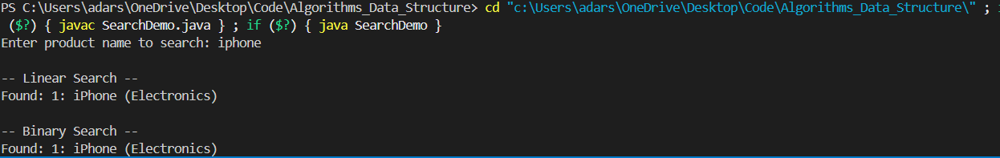 PS C:\Users\adars\OneDrive\Desktop\Code\Algorithms_Data_Structure> cd "c:\Users\adars\OneDrive\Desktop\Code\Algorithms_Data_Structure\" ; i
($?) { javac SearchDemo.java } ; if ($?) { java SearchDemo }
Enter product name to search: iphone
-- Linear Search --
Found: 1: iPhone (Electronics)
-- Binary Search --
Found: 1: iPhone (Electronics)